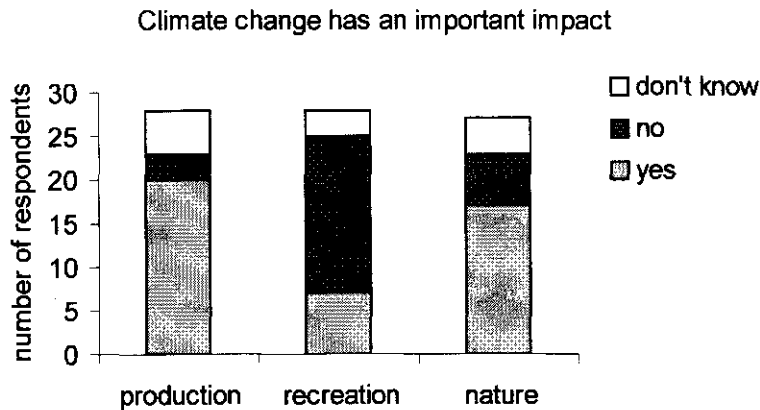 Climate change has an important impact
number of respondents
30
25
20
15
10
5
0
production
recreation
nature
don't know
no
yes